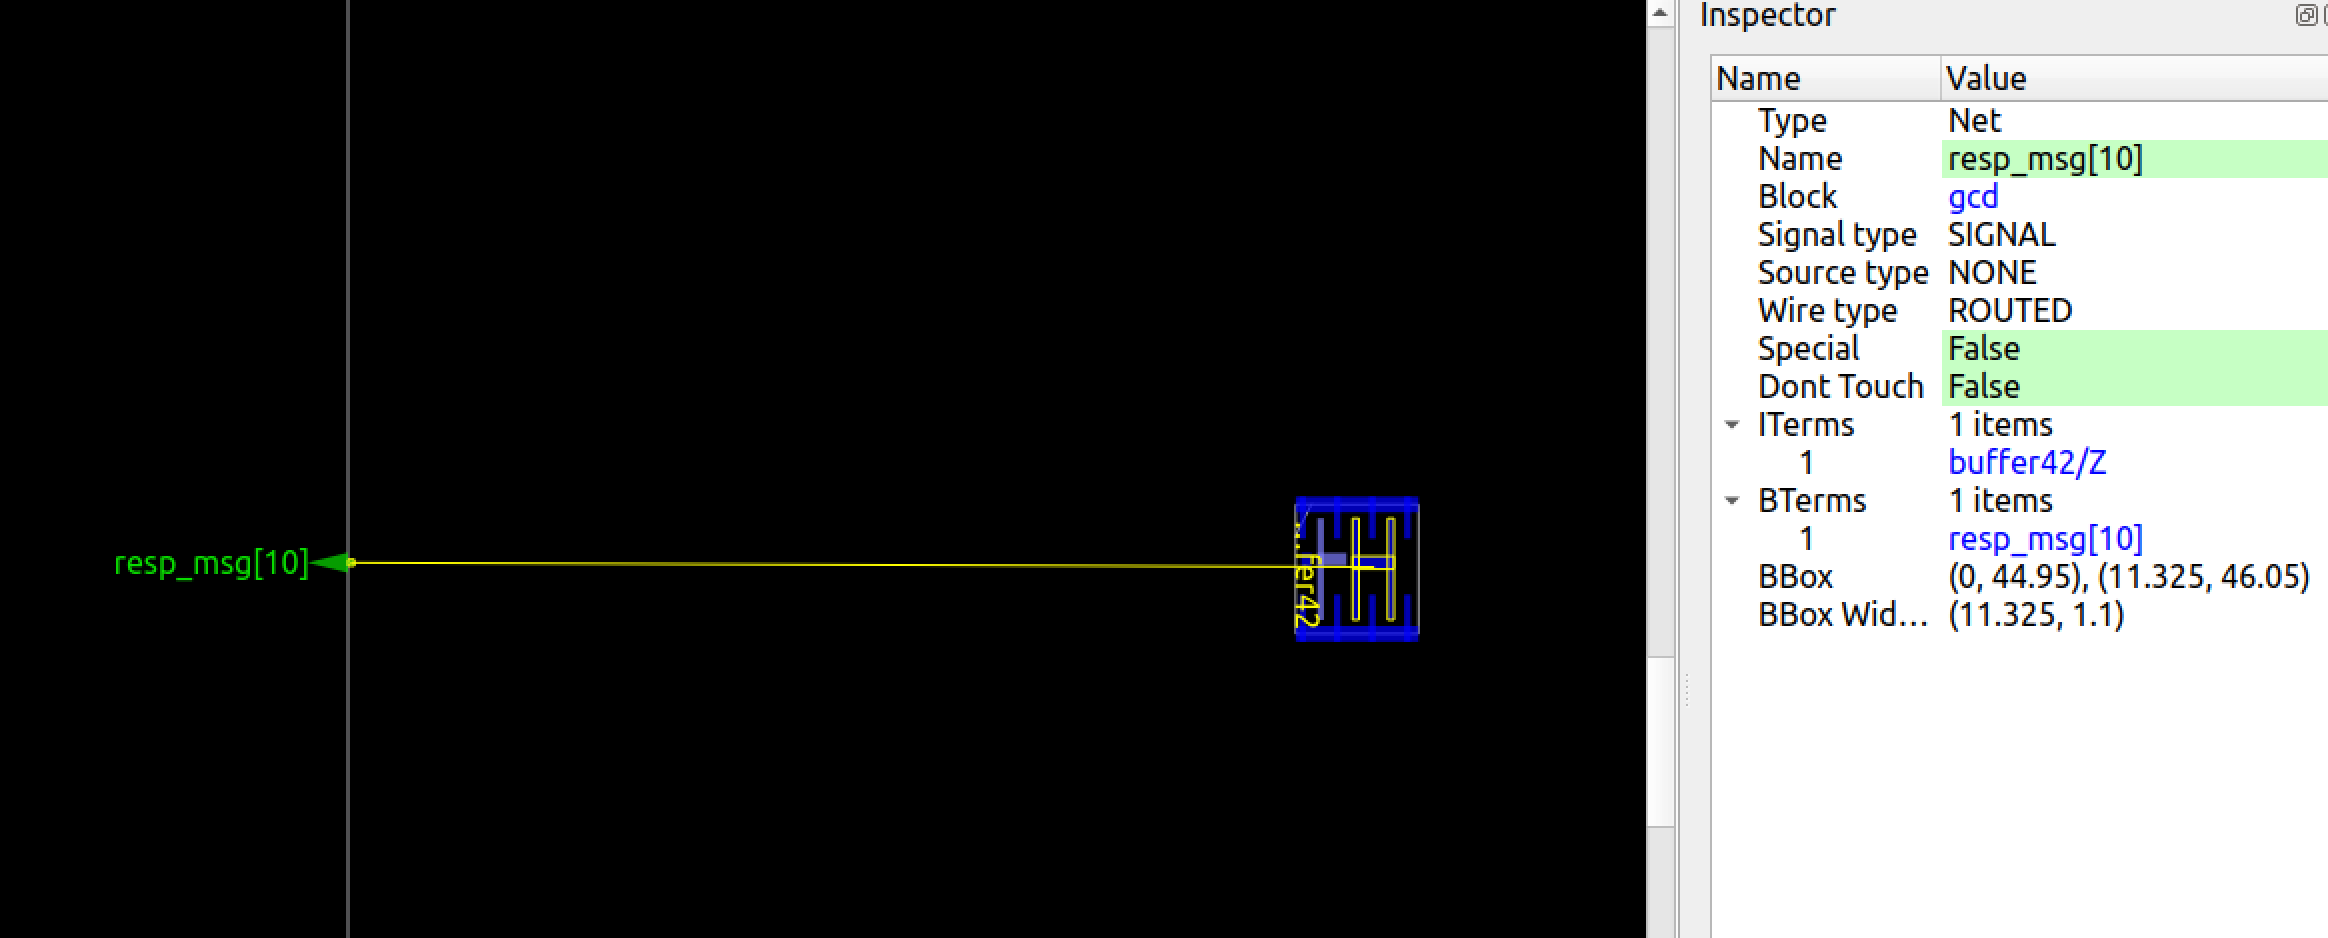 resp_msg[10]
...fer42
Inspector
Name Value
Type Net
Name resp_msg[10]
Block gcd
Signal type SIGNAL
Source type NONE
Wire type ROUTED
Special False
Dont Touch False
ITerms 1 items
1 buffer42/Z
BTerms 1 items
1 resp_msg[10]
BBox (0, 44.95), (11.325, 46.05)
BBox Wid... (11.325, 1.1)